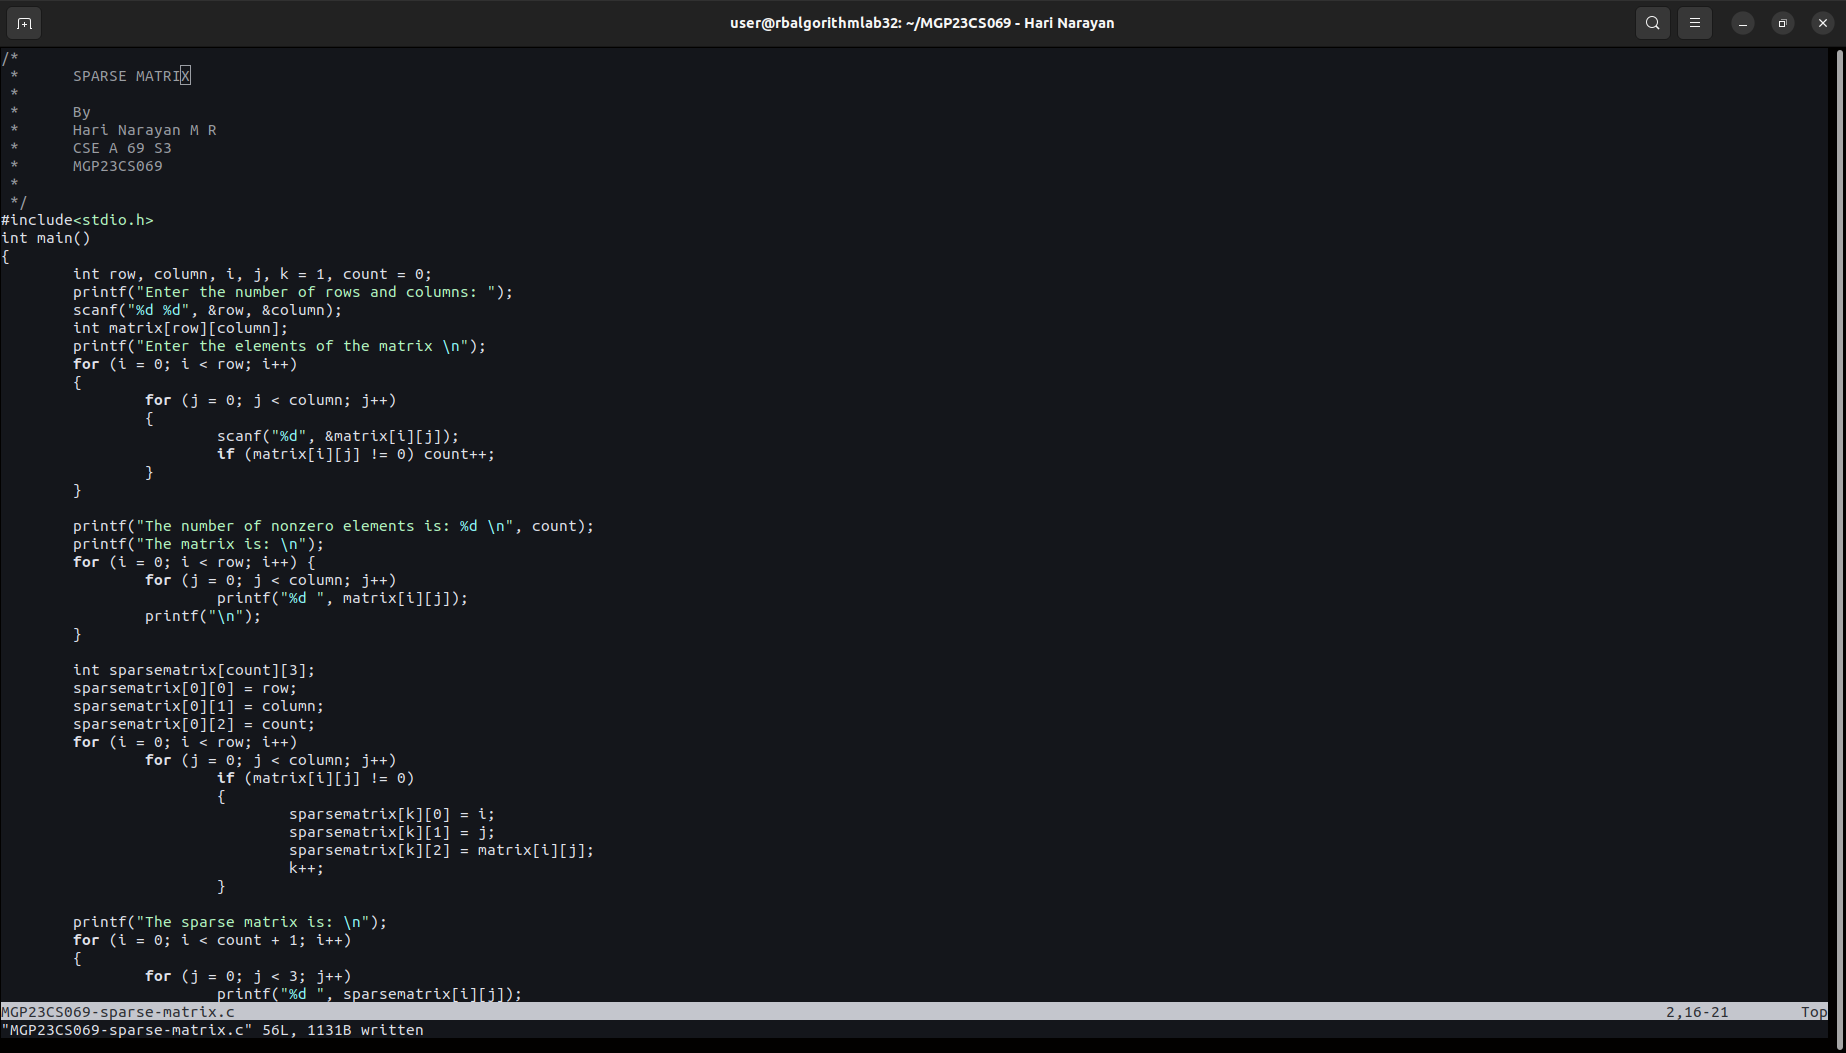 user@rbalgorithmlab32: ~/MGP23CS069 - Hari Narayan
/*
 *      SPARSE MATRIX
 *
 *      By
 *      Hari Narayan M R
 *      CSE A 69 S3
 *      MGP23CS069
 *
 */
#include<stdio.h>
int main()
{
        int row, column, i, j, k = 1, count = 0;
        printf("Enter the number of rows and columns: ");
        scanf("%d %d", &row, &column);
        int matrix[row][column];
        printf("Enter the elements of the matrix \n");
        for (i = 0; i < row; i++)
        {
                for (j = 0; j < column; j++)
                {
                        scanf("%d", &matrix[i][j]);
                        if (matrix[i][j] != 0) count++;
                }
        }

        printf("The number of nonzero elements is: %d \n", count);
        printf("The matrix is: \n");
        for (i = 0; i < row; i++) {
                for (j = 0; j < column; j++)
                        printf("%d ", matrix[i][j]);
                printf("\n");
        }

        int sparsematrix[count][3];
        sparsematrix[0][0] = row;
        sparsematrix[0][1] = column;
        sparsematrix[0][2] = count;
        for (i = 0; i < row; i++)
                for (j = 0; j < column; j++)
                        if (matrix[i][j] != 0)
                        {
                                sparsematrix[k][0] = i;
                                sparsematrix[k][1] = j;
                                sparsematrix[k][2] = matrix[i][j];
                                k++;
                        }

        printf("The sparse matrix is: \n");
        for (i = 0; i < count + 1; i++)
        {
                for (j = 0; j < 3; j++)
                        printf("%d ", sparsematrix[i][j]);
MGP23CS069-sparse-matrix.c 2,16-21 Top
"MGP23CS069-sparse-matrix.c" 56L, 1131B written